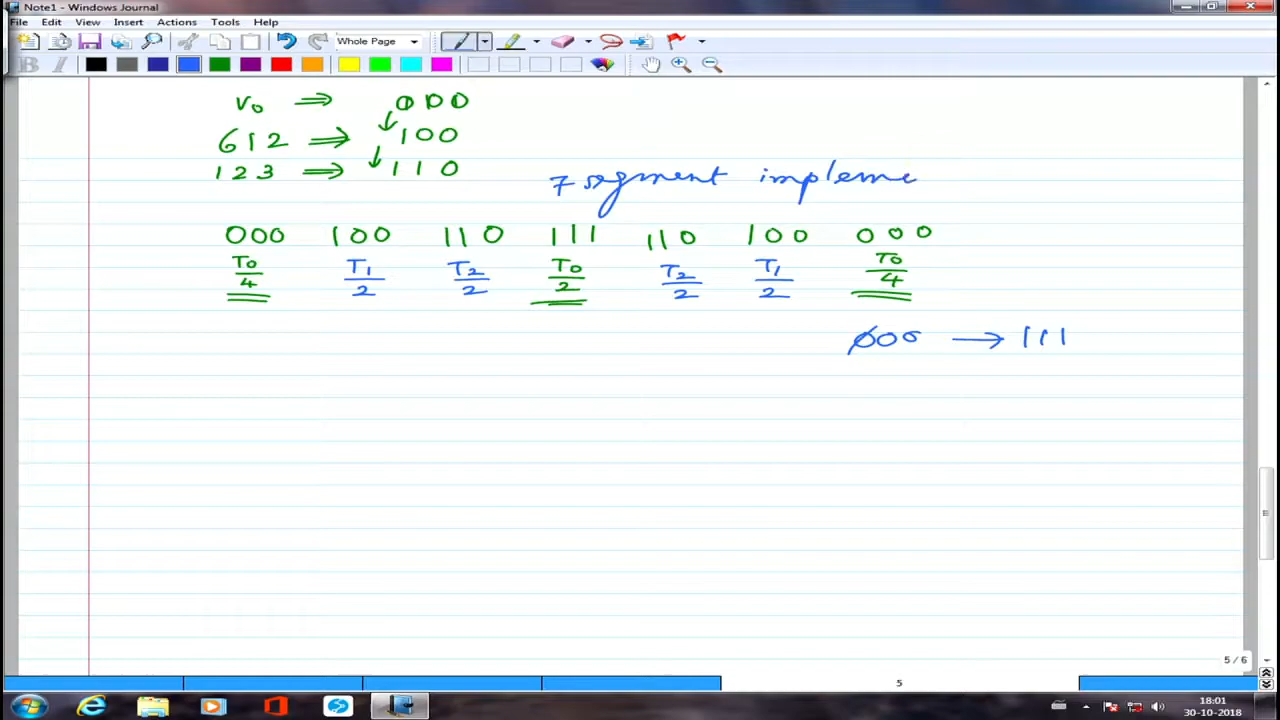 Note1 - Windows Journal
File Edit View Insert Actions Tools Help
Whole Page
B I
V0 ⇒ 000
612 ⇒ 100
123 ⇒ 110
7 segment impleme
000 100 110 111 110 100 000
T0/4 T1/2 T2/2 T0/2 T2/2 T1/2 T0/4
000 → 111
5 / 6
5
18:01
30-10-2018